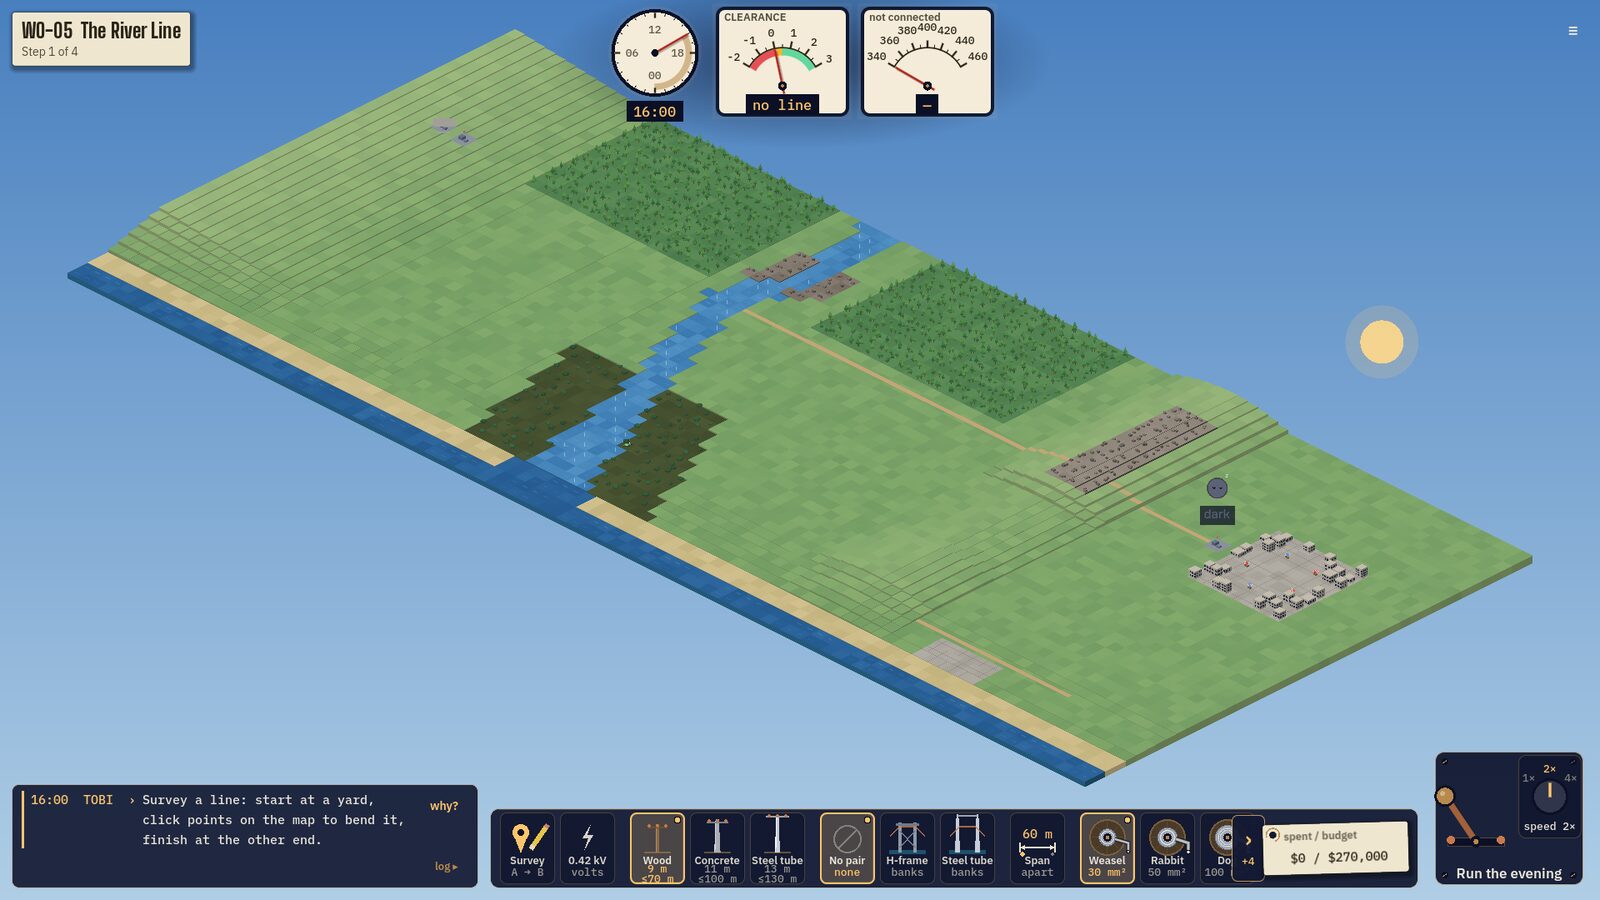 WO-05 The River Line
Step 1 of 4
12
06
18
00
16:00
CLEARANCE
-2
-1
0
1
2
3
no line
not connected
340
360
380
400
420
440
460
—
☰
dark
16:00 TOBI › Survey a line: start at a yard,
click points on the map to bend it,
finish at the other end.
why?
log ▸
Survey
A → B
0.42 kV
volts
Wood
9 m
≤70 m
Concrete
11 m
≤100 m
Steel tube
13 m
≤130 m
No pair
none
H-frame
banks
Steel tube
banks
60 m
Span
apart
Weasel
30 mm²
Rabbit
50 mm²
Do
100
›
+4
spent / budget
$0 / $270,000
1×
2×
4×
speed 2×
Run the evening